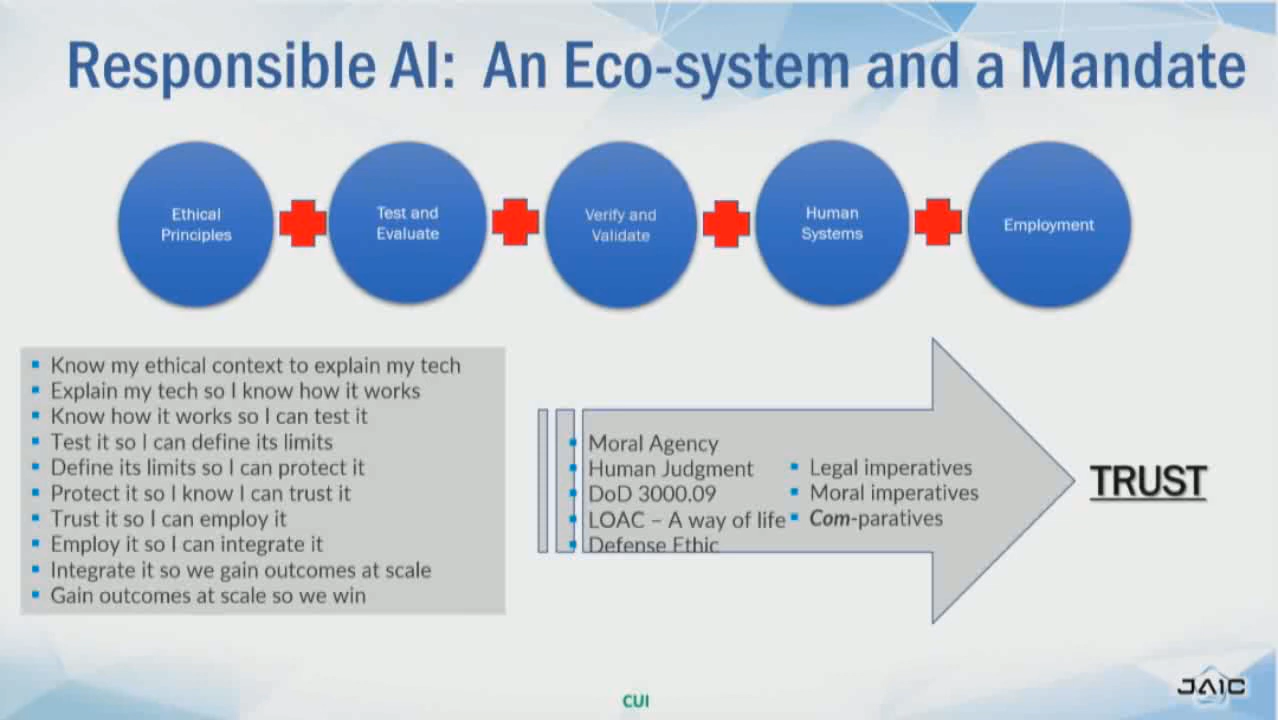 Responsible AI: An Eco-system and a Mandate
Ethical
Principles
Test and
Evaluate
Verify and
Validate
Human
Systems
Employment
Know my ethical context to explain my tech
Explain my tech so I know how it works
Know how it works so I can test it
Test it so I can define its limits
Define its limits so I can protect it
Protect it so I know I can trust it
Trust it so I can employ it
Employ it so I can integrate it
Integrate it so we gain outcomes at scale
Gain outcomes at scale so we win
Moral Agency
Human Judgment
DoD 3000.09
LOAC – A way of life
Defense Ethic
Legal imperatives
Moral imperatives
Com-paratives
TRUST
CUI
JAIC